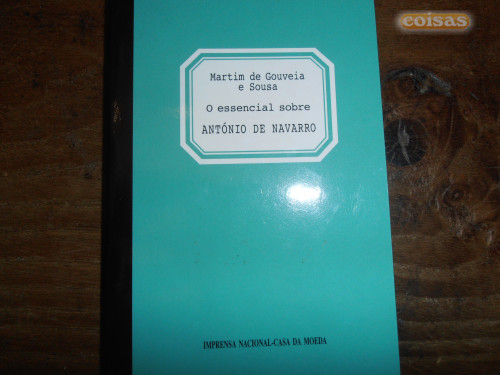 coisas
Martim de Gouveia
e Sousa
O essencial sobre
ANTÓNIO DE NAVARRO
IMPRENSA NACIONAL-CASA DA MOEDA